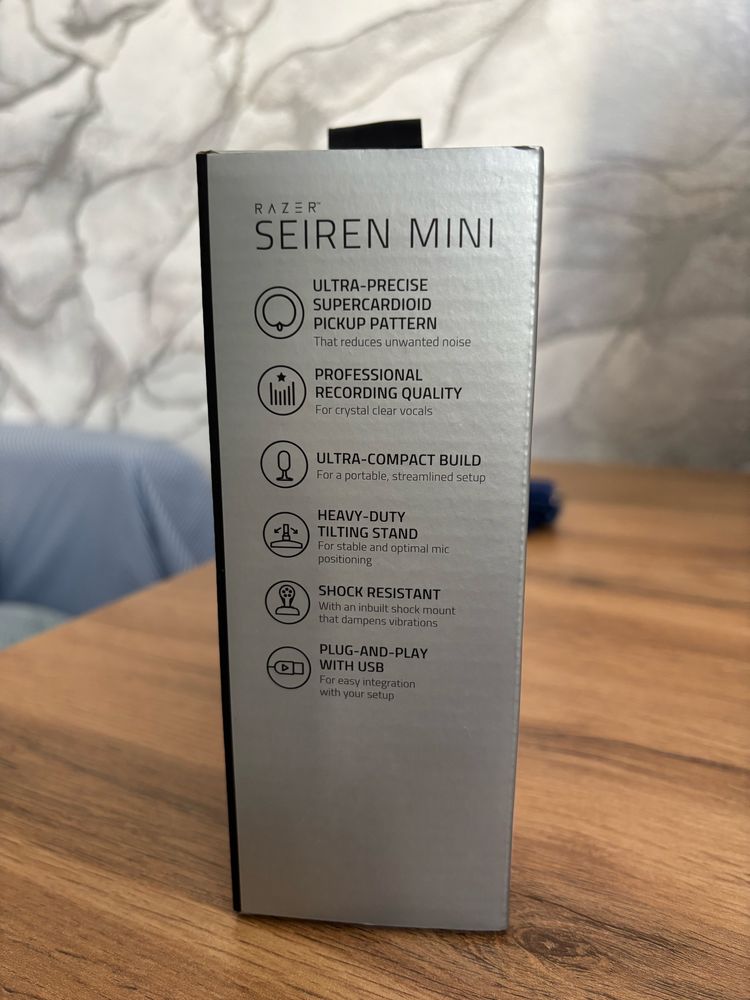 RAZER™
SEIREN MINI
ULTRA-PRECISE
SUPERCARDIOID
PICKUP PATTERN
That reduces unwanted noise
PROFESSIONAL
RECORDING QUALITY
For crystal clear vocals
ULTRA-COMPACT BUILD
For a portable, streamlined setup
HEAVY-DUTY
TILTING STAND
For stable and optimal mic
positioning
SHOCK RESISTANT
With an inbuilt shock mount
that dampens vibrations
PLUG-AND-PLAY
WITH USB
For easy integration
with your setup